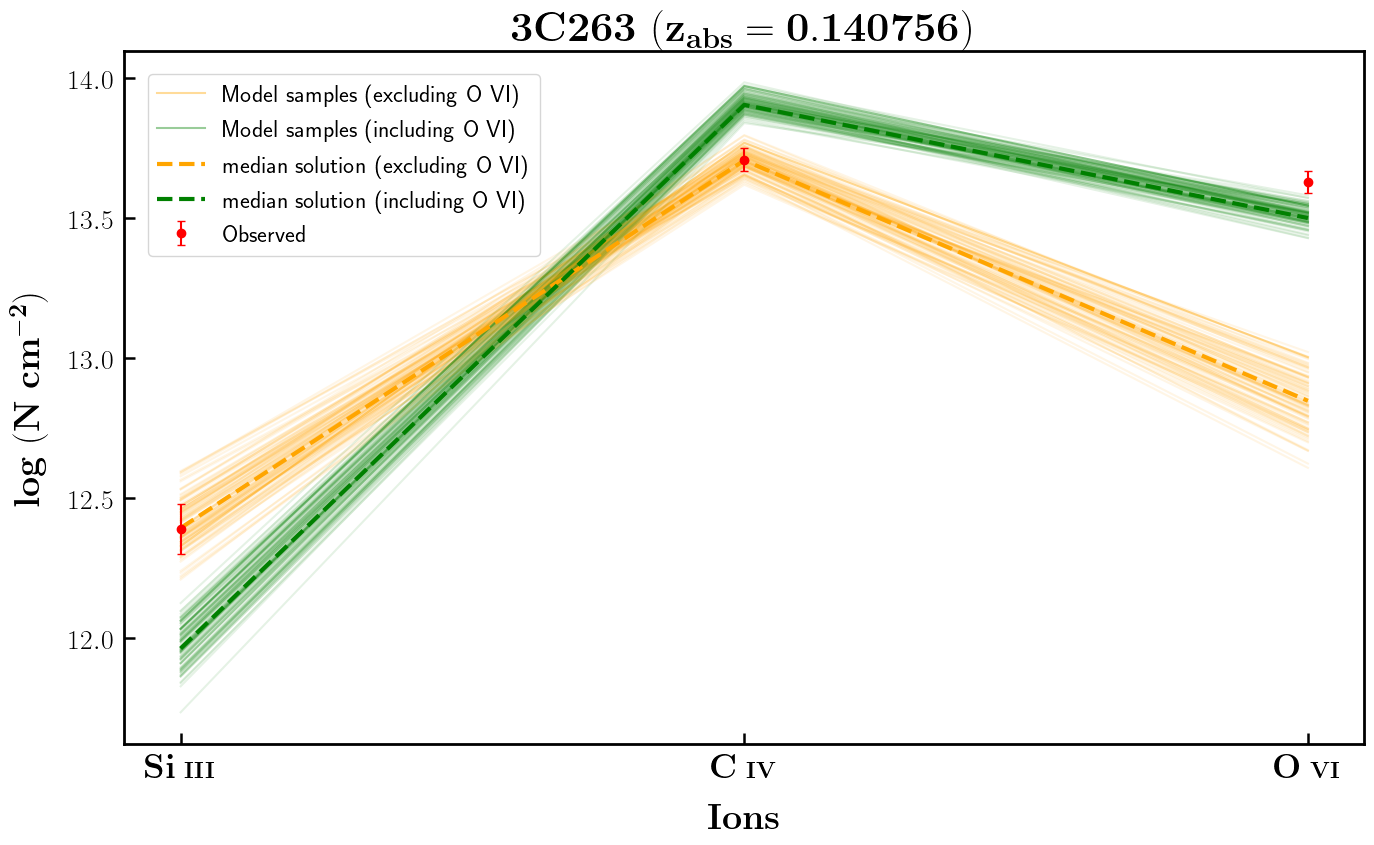 3C263 (z_abs = 0.140756)
14.0
13.5
13.0
12.5
12.0
log (N cm⁻²)
Model samples (excluding O VI)
Model samples (including O VI)
median solution (excluding O VI)
median solution (including O VI)
Observed
Si III
C IV
O VI
Ions